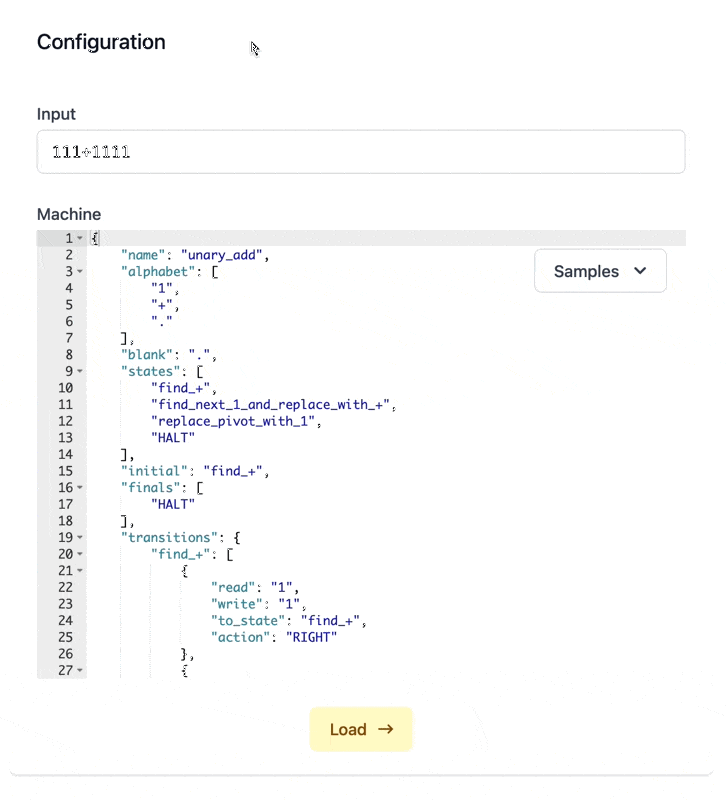 Configuration
Input
111+1111
Machine
1 {
2 "name": "unary_add",
3 "alphabet": [
Samples
4 "1",
5 "+",
6 "."
7 ],
8 "blank": ".",
9 "states": [
10 "find_+",
11 "find_next_1_and_replace_with_+",
12 "replace_pivot_with_1",
13 "HALT"
14 ],
15 "initial": "find_+",
16 "finals": [
17 "HALT"
18 ],
19 "transitions": {
20 "find_+": [
21 {
22 "read": "1",
23 "write": "1",
24 "to_state": "find_+",
25 "action": "RIGHT"
26 },
27 {
Load →